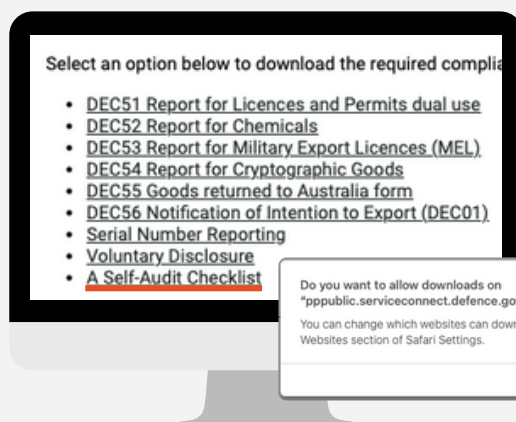 Select an option below to download the required complia
• DEC51 Report for Licences and Permits dual use
• DEC52 Report for Chemicals
• DEC53 Report for Military Export Licences (MEL)
• DEC54 Report for Cryptographic Goods
• DEC55 Goods returned to Australia form
• DEC56 Notification of Intention to Export (DEC01)
• Serial Number Reporting
• Voluntary Disclosure
• A Self-Audit Checklist
Do you want to allow downloads on
"pppublic.serviceconnect.defence.go
You can change which websites can down
Websites section of Safari Settings.